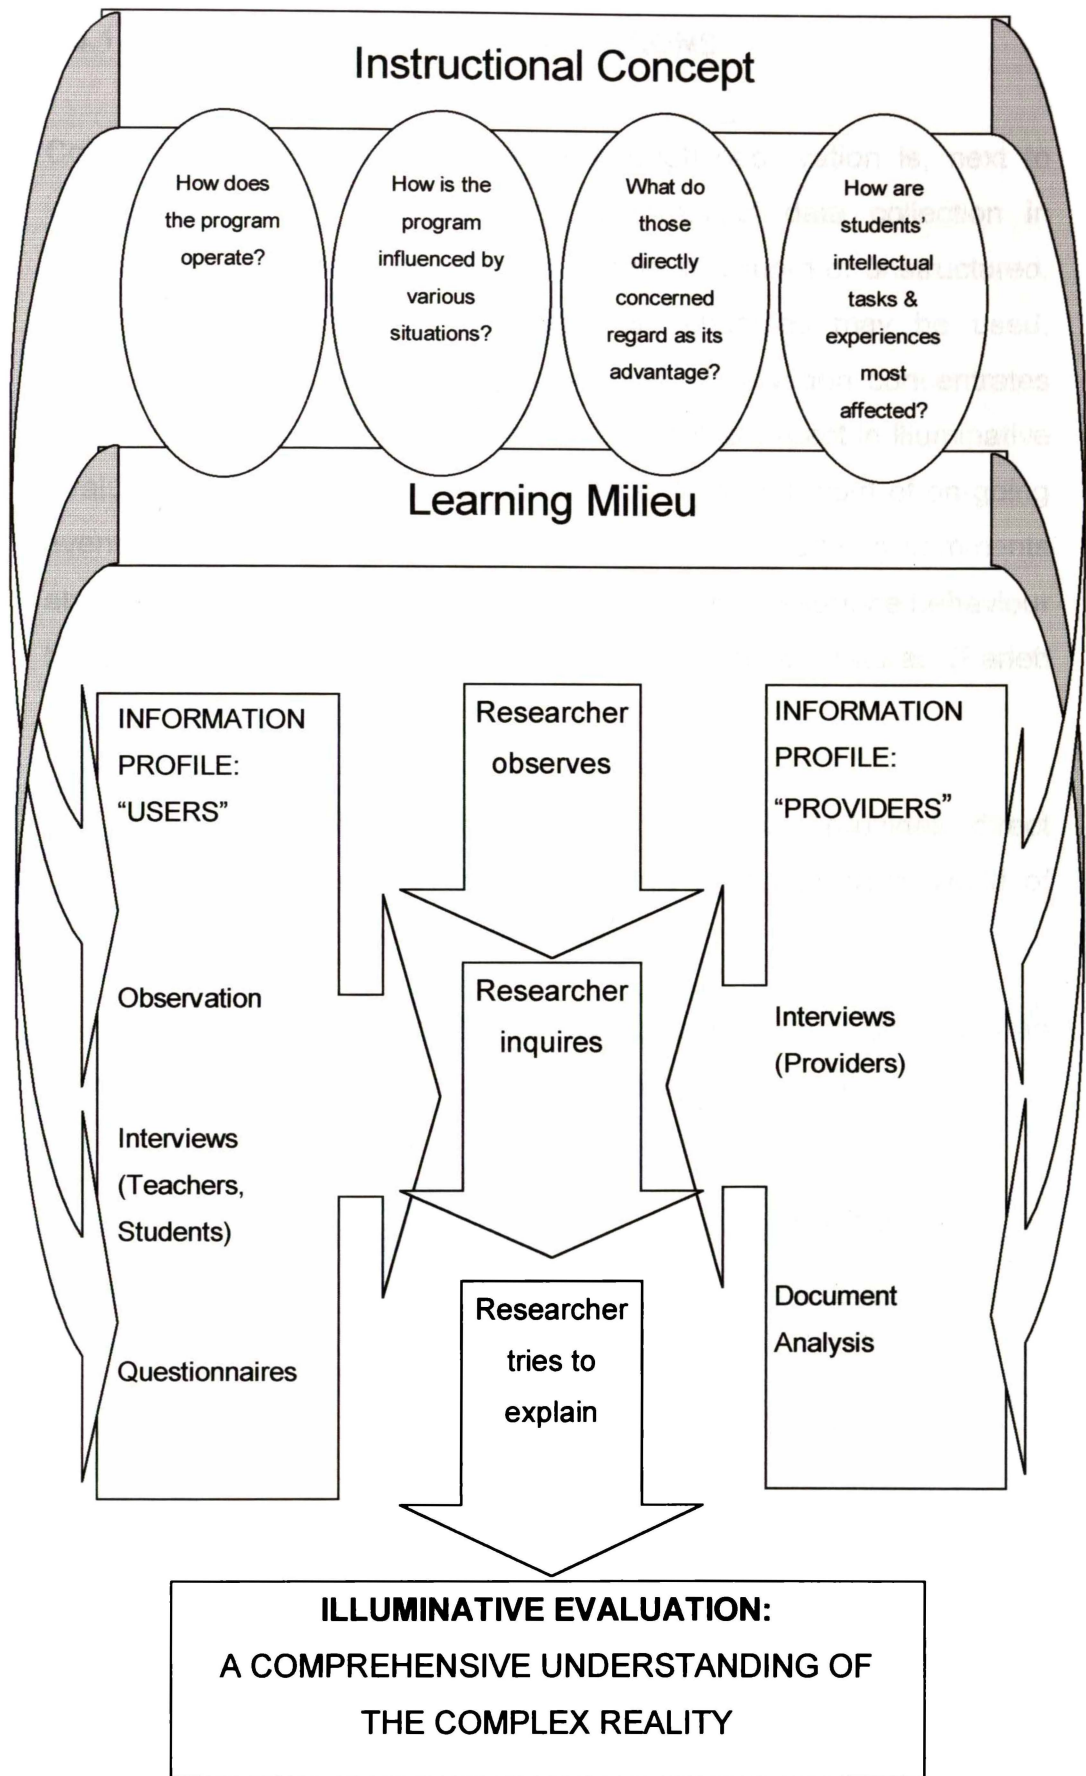 Instructional Concept
How does
the program
operate?
How is the
program
influenced by
various
situations?
What do
those
directly
concerned
regard as its
advantage?
How are
students'
intellectual
tasks &
experiences
most
affected?
Learning Milieu
INFORMATION
PROFILE:
“USERS”
Observation
Interviews
(Teachers,
Students)
Questionnaires
Researcher
observes
Researcher
inquires
Researcher
tries to
explain
INFORMATION
PROFILE:
“PROVIDERS”
Interviews
(Providers)
Document
Analysis
ILLUMINATIVE EVALUATION:
A COMPREHENSIVE UNDERSTANDING OF
THE COMPLEX REALITY